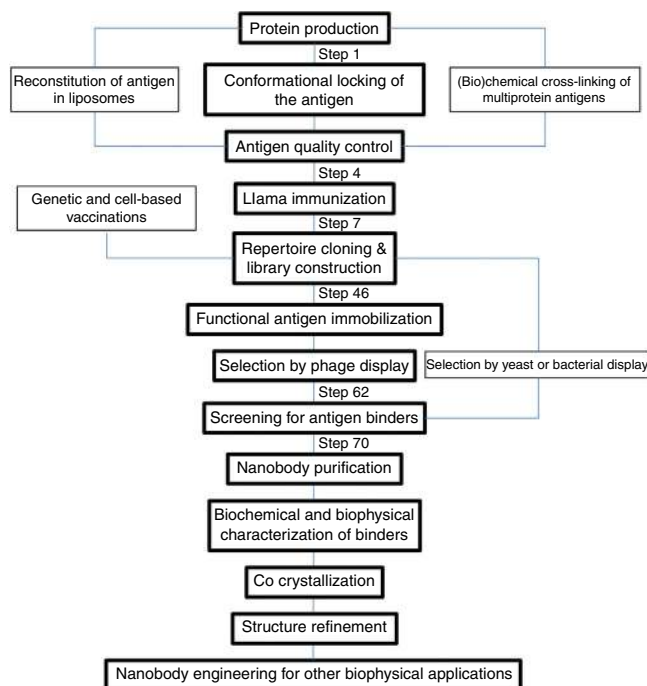 Protein production
Step 1
Reconstitution of antigen
in liposomes
Conformational locking of
the antigen
(Bio)chemical cross-linking of
multiprotein antigens
Antigen quality control
Step 4
Llama immunization
Genetic and cell-based
vaccinations
Step 7
Repertoire cloning &
library construction
Step 46
Functional antigen immobilization
Selection by phage display
Selection by yeast or bacterial display
Step 62
Screening for antigen binders
Step 70
Nanobody purification
Biochemical and biophysical
characterization of binders
Co crystallization
Structure refinement
Nanobody engineering for other biophysical applications